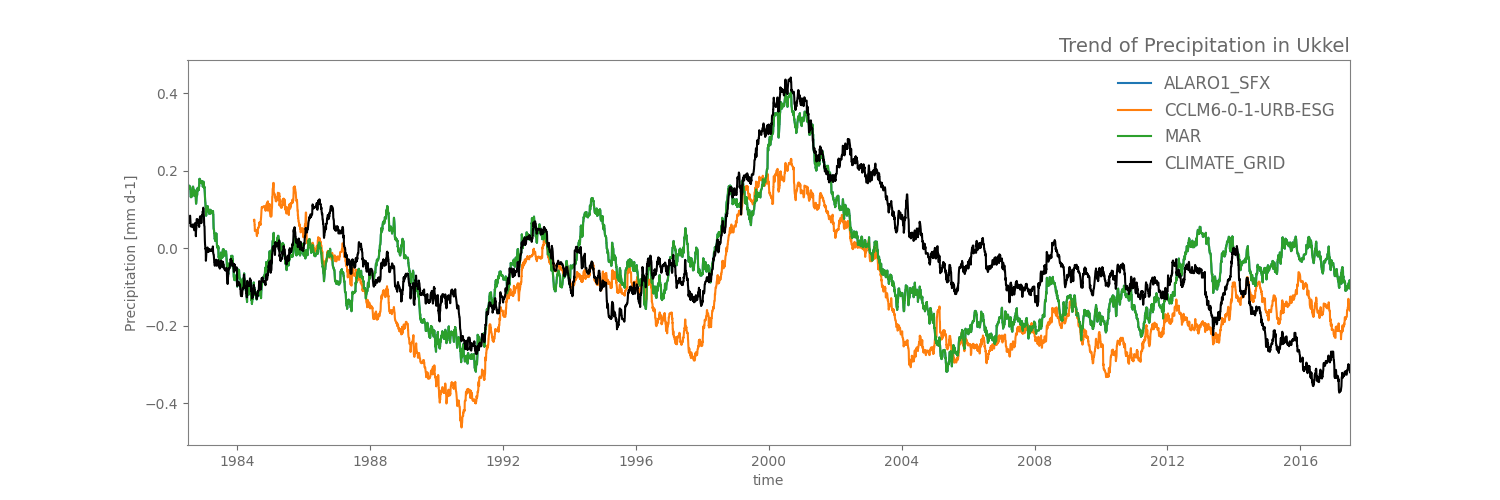 Trend of Precipitation in Ukkel
ALARO1_SFX
CCLM6-0-1-URB-ESG
MAR
CLIMATE_GRID
Precipitation [mm d-1]
0.4
0.2
0.0
−0.2
−0.4
1984 1988 1992 1996 2000 2004 2008 2012 2016
time